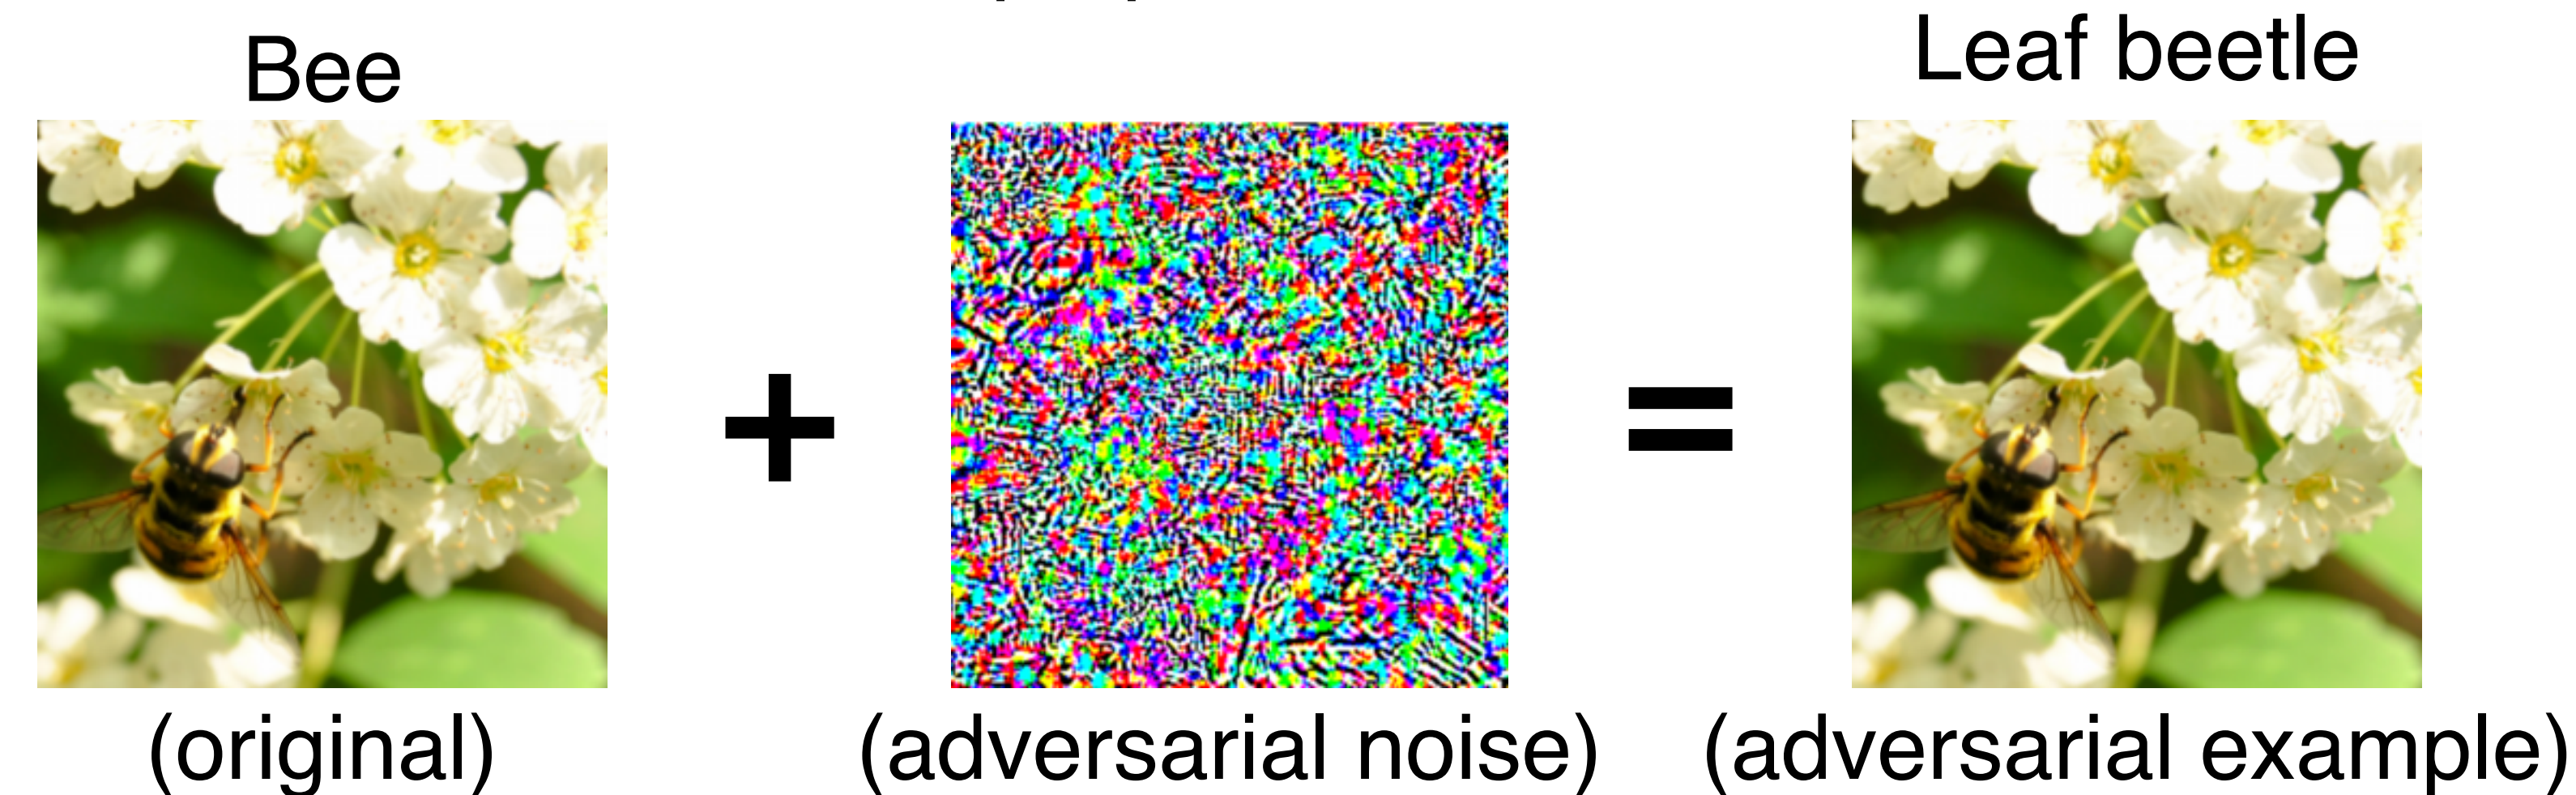 Bee
Leaf beetle
+
=
(original)
(adversarial noise)
(adversarial example)